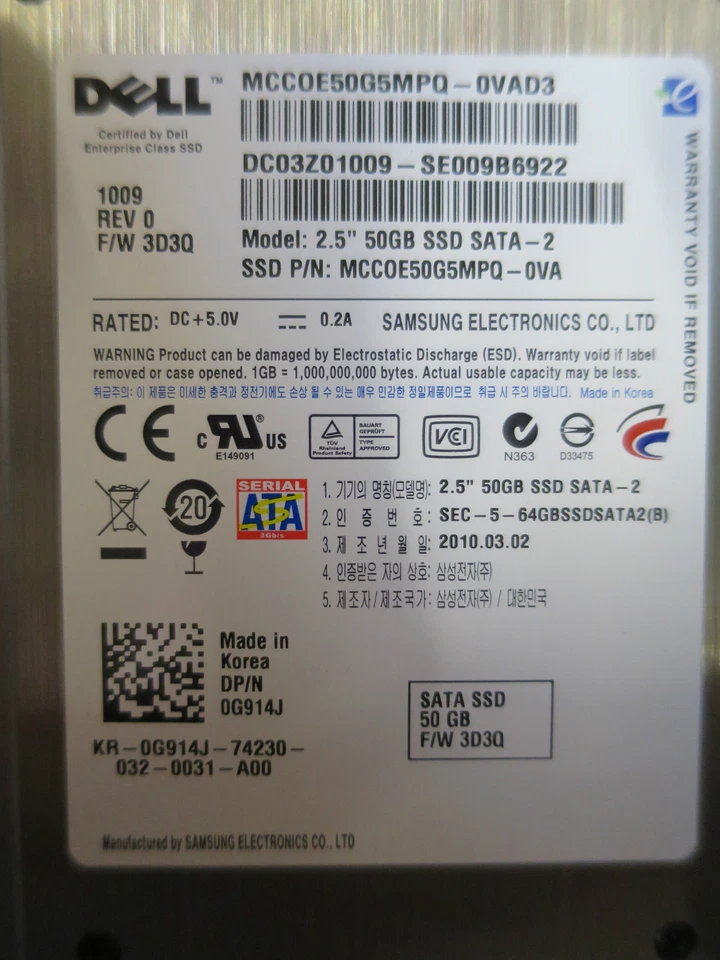 DELL™
MCCOE50G5MPQ-0VAD3
Certified by Dell
Enterprise Class SSD
DC03Z01009-SE009B6922
1009
REV 0
F/W 3D3Q
Model: 2.5" 50GB SSD SATA-2
SSD P/N: MCCOE50G5MPQ-0VA
WARRANTY VOID IF REMOVED
RATED: DC+5.0V 0.2A SAMSUNG ELECTRONICS CO., LTD
WARNING Product can be damaged by Electrostatic Discharge (ESD). Warranty void if label
removed or case opened. 1GB = 1,000,000,000 bytes. Actual usable capacity may be less.
취급주의: 이 제품은 미세한 충격과 정전기에도 손상 될 수 있는 매우 민감한 정밀제품이므로 취급 시 주의 바랍니다. Made in Korea
CE
c RU® US
E149091
TÜV
Rheinland
Product Safety
BAUART
GEPRÜFT
TYPE
APPROVED
VCI
N363
D33475
20
SERIAL
ATA
3Gb/s
1. 기기의 명칭(모델명): 2.5" 50GB SSD SATA-2
2. 인 증 번 호: SEC-5-64GBSSDSATA2(B)
3. 제 조 년 월 일: 2010.03.02
4. 인증받은 자의 상호: 삼성전자(주)
5. 제조자/제조국가: 삼성전자(주) / 대한민국
Made in
Korea
DP/N
0G914J
KR-0G914J-74230-
032-0031-A00
SATA SSD
50 GB
F/W 3D3Q
Manufactured by SAMSUNG ELECTRONICS CO., LTD